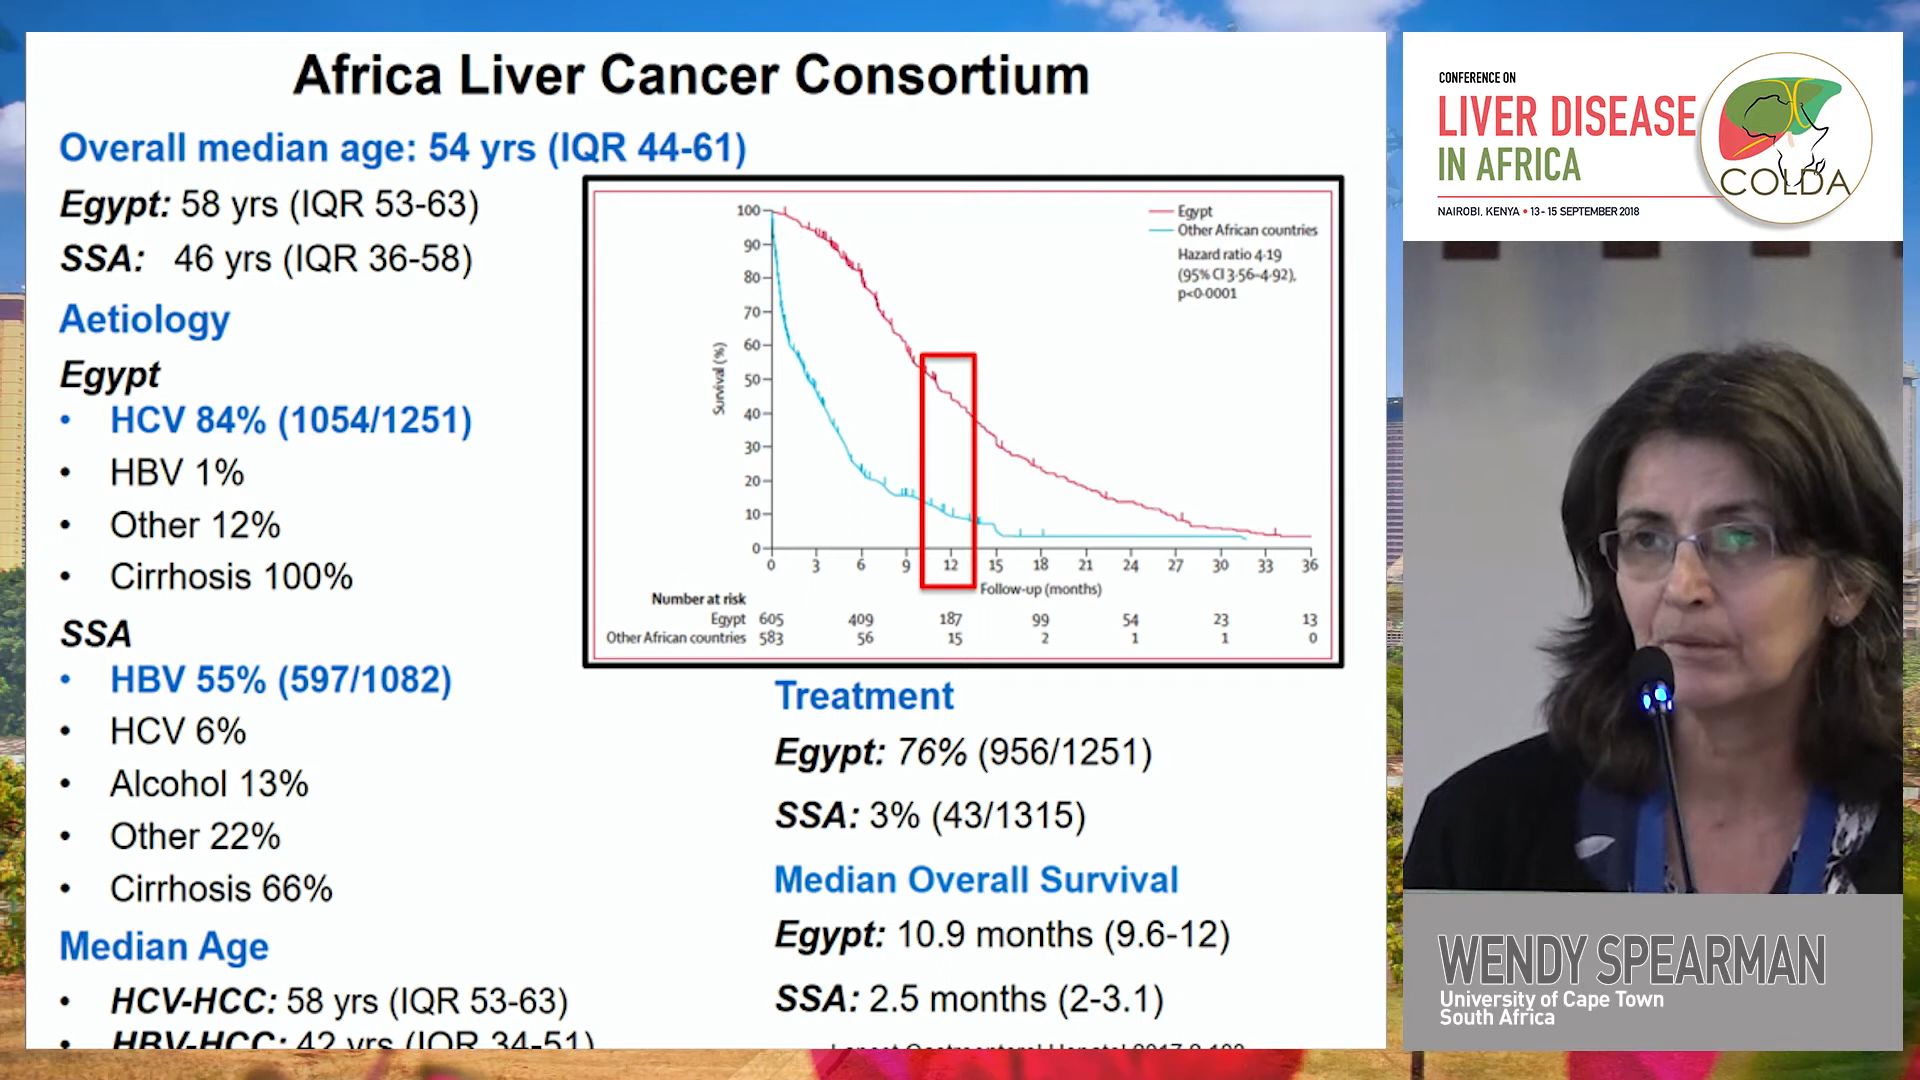 Africa Liver Cancer Consortium
Overall median age: 54 yrs (IQR 44-61)
Egypt: 58 yrs (IQR 53-63)
SSA: 46 yrs (IQR 36-58)
Aetiology
Egypt
• HCV 84% (1054/1251)
• HBV 1%
• Other 12%
• Cirrhosis 100%
SSA
• HBV 55% (597/1082)
• HCV 6%
• Alcohol 13%
• Other 22%
• Cirrhosis 66%
Median Age
• HCV-HCC: 58 yrs (IQR 53-63)
• HBV-HCC: 42 yrs (IQR 34-51)
Survival (%)
100
90
80
70
60
50
40
30
20
10
0
Egypt
Other African countries
Hazard ratio 4·19
(95% CI 3·56–4·92),
p<0·0001
0 3 6 9 12 15 18 21 24 27 30 33 36
Follow-up (months)
Number at risk
Egypt 605 409 187 99 54 23 13
Other African countries 583 56 15 2 1 1 0
Treatment
Egypt: 76% (956/1251)
SSA: 3% (43/1315)
Median Overall Survival
Egypt: 10.9 months (9.6-12)
SSA: 2.5 months (2-3.1)
CONFERENCE ON
LIVER DISEASE
IN AFRICA
COLDA
NAIROBI, KENYA • 13-15 SEPTEMBER 2018
WENDY SPEARMAN
University of Cape Town
South Africa